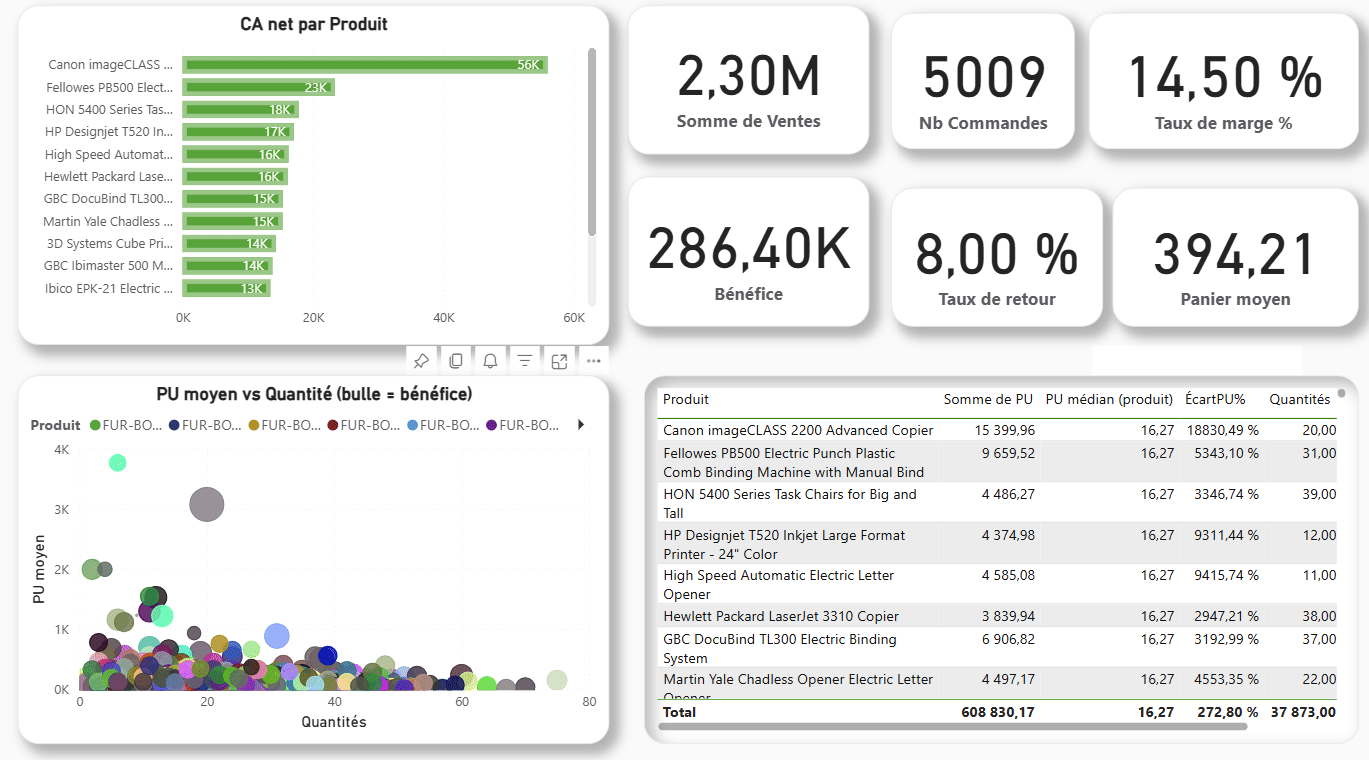 CA net par Produit
Canon imageCLASS ...
56K
Fellowes PB500 Elect...
23K
HON 5400 Series Tas...
18K
HP Designjet T520 In...
17K
High Speed Automat...
16K
Hewlett Packard Lase...
16K
GBC DocuBind TL300...
15K
Martin Yale Chadless ...
15K
3D Systems Cube Pri...
14K
GBC Ibimaster 500 M...
14K
Ibico EPK-21 Electric ...
13K
0K 20K 40K 60K
2,30M
Somme de Ventes
5009
Nb Commandes
14,50 %
Taux de marge %
286,40K
Bénéfice
8,00 %
Taux de retour
394,21
Panier moyen
PU moyen vs Quantité (bulle = bénéfice)
Produit FUR-BO... FUR-BO... FUR-BO... FUR-BO... FUR-BO... FUR-BO...
PU moyen
4K
3K
2K
1K
0K
0 20 40 60 80
Quantités
Produit Somme de PU PU médian (produit) ÉcartPU% Quantités
Canon imageCLASS 2200 Advanced Copier 15 399,96 16,27 18830,49 % 20,00
Fellowes PB500 Electric Punch Plastic 9 659,52 16,27 5343,10 % 31,00
Comb Binding Machine with Manual Bind
HON 5400 Series Task Chairs for Big and 4 486,27 16,27 3346,74 % 39,00
Tall
HP Designjet T520 Inkjet Large Format 4 374,98 16,27 9311,44 % 12,00
Printer - 24" Color
High Speed Automatic Electric Letter 4 585,08 16,27 9415,74 % 11,00
Opener
Hewlett Packard LaserJet 3310 Copier 3 839,94 16,27 2947,21 % 38,00
GBC DocuBind TL300 Electric Binding 6 906,82 16,27 3192,99 % 37,00
System
Martin Yale Chadless Opener Electric Letter 4 497,17 16,27 4553,35 % 22,00
Opener
Total 608 830,17 16,27 272,80 % 37 873,00